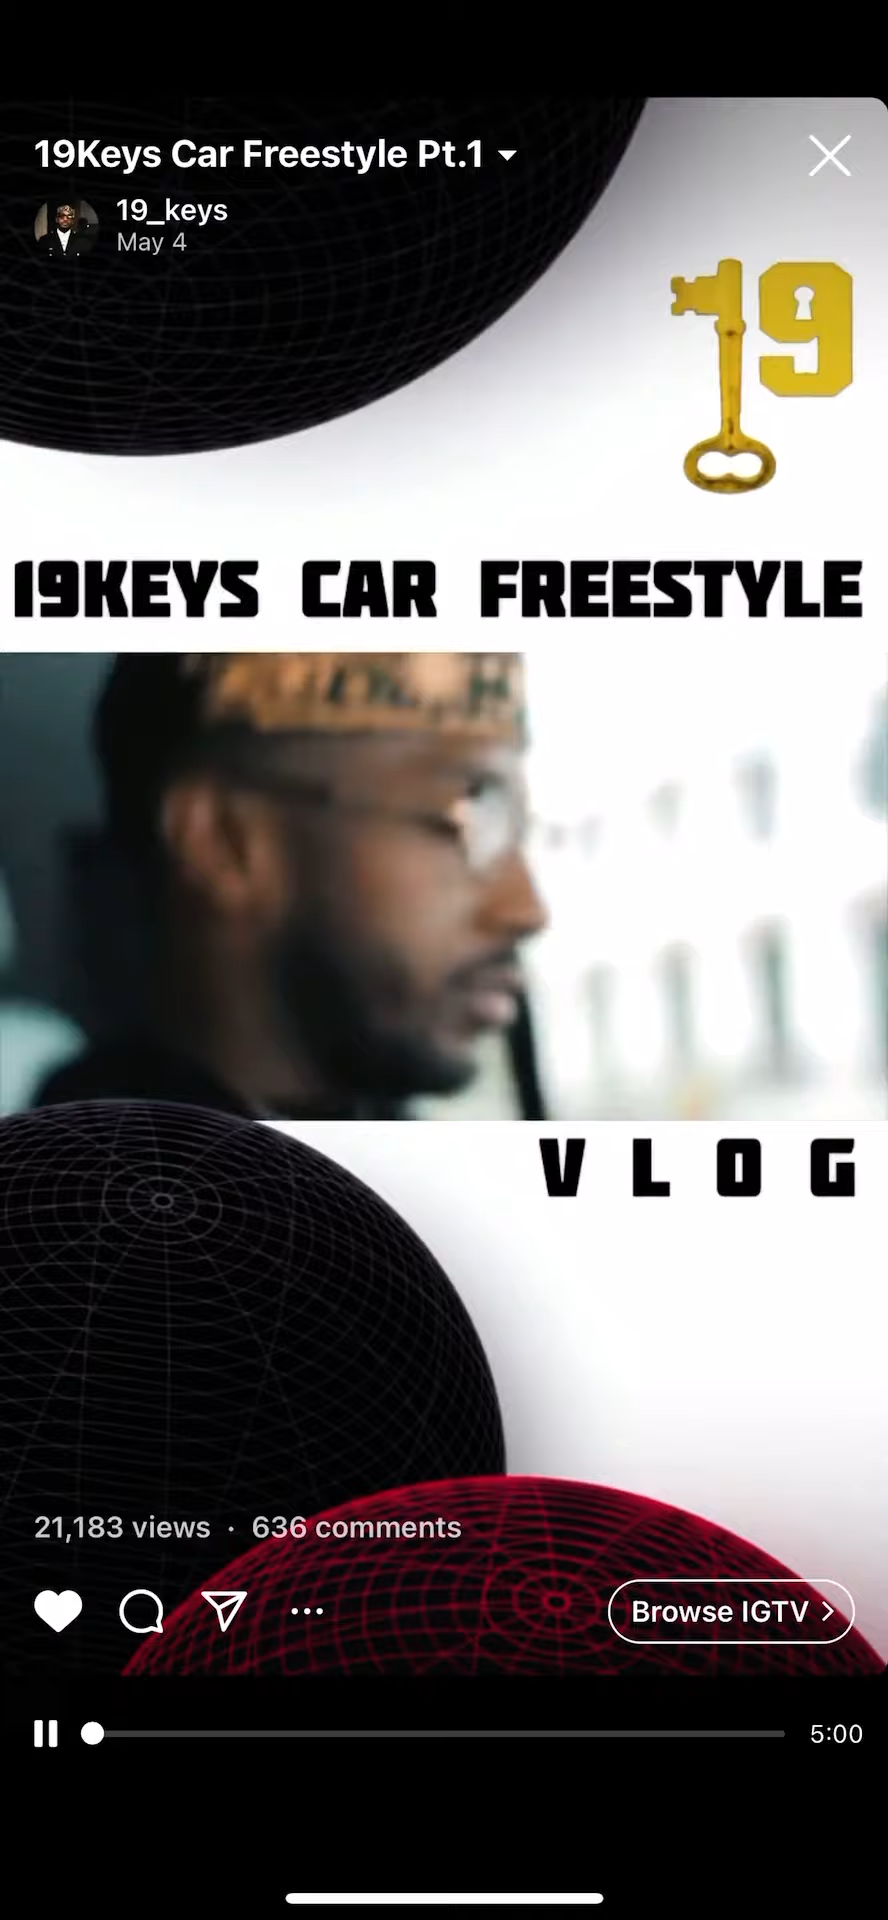 19Keys Car Freestyle Pt.1
19_keys
May 4
19
19KEYS CAR FREESTYLE
VLOG
21,183 views · 636 comments
Browse IGTV >
5:00